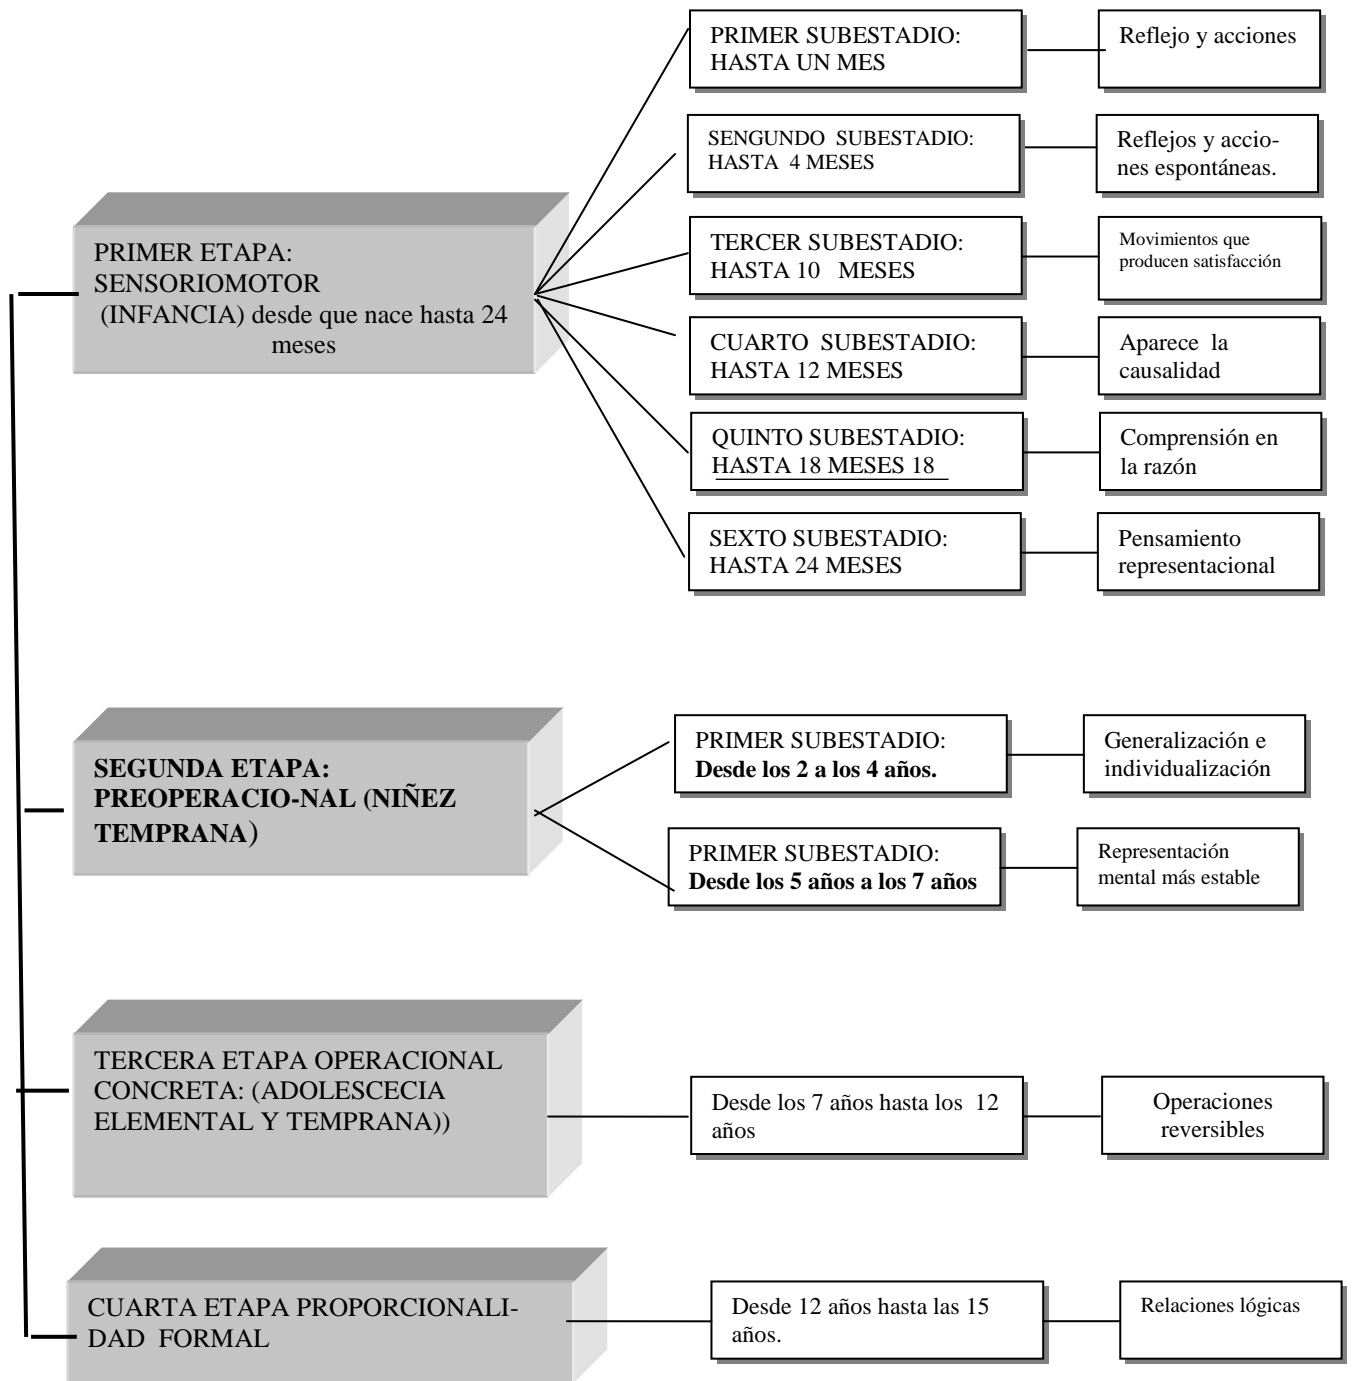 PRIMER ETAPA:
SENSORIOMOTOR
(INFANCIA) desde que nace hasta 24
meses
PRIMER SUBESTADIO:
HASTA UN MES
Reflejo y acciones
SENGUNDO SUBESTADIO:
HASTA 4 MESES
Reflejos y accio-
nes espontáneas.
TERCER SUBESTADIO:
HASTA 10 MESES
Movimientos que
producen satisfacción
CUARTO SUBESTADIO:
HASTA 12 MESES
Aparece la
causalidad
QUINTO SUBESTADIO:
HASTA 18 MESES 18
Comprensión en
la razón
SEXTO SUBESTADIO:
HASTA 24 MESES
Pensamiento
representacional
SEGUNDA ETAPA:
PREOPERACIO-NAL (NIÑEZ
TEMPRANA)
PRIMER SUBESTADIO:
Desde los 2 a los 4 años.
Generalización e
individualización
PRIMER SUBESTADIO:
Desde los 5 años a los 7 años
Representación
mental más estable
TERCERA ETAPA OPERACIONAL
CONCRETA: (ADOLESCECIA
ELEMENTAL Y TEMPRANA))
Desde los 7 años hasta los 12
años
Operaciones
reversibles
CUARTA ETAPA PROPORCIONALI-
DAD FORMAL
Desde 12 años hasta las 15
años.
Relaciones lógicas